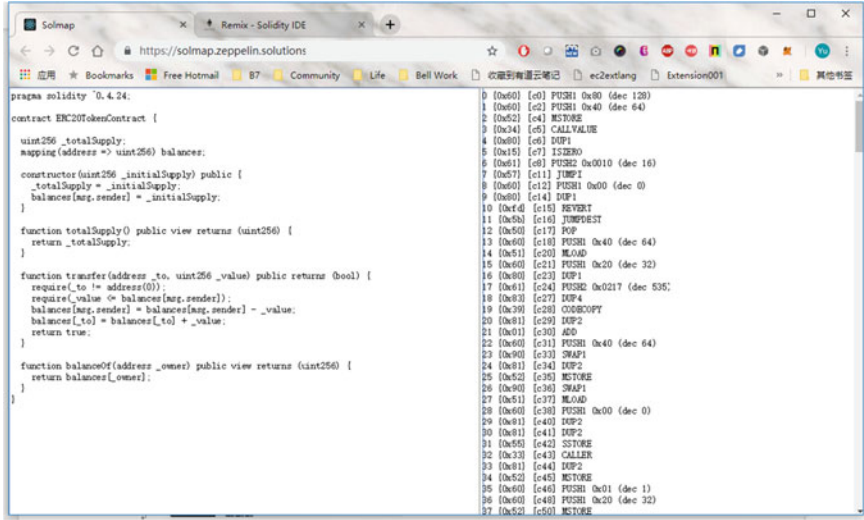 Solmap
Remix - Solidity IDE
https://solmap.zeppelin.solutions
应用 Bookmarks Free Hotmail B7 Community Life Bell Work 收藏到有道云笔记 ec2extlang Extension001 » 其他书签
pragma solidity ^0.4.24;
contract ERC20TokenContract {
uint256 _totalSupply;
mapping(address => uint256) balances;
constructor(uint256 _initialSupply) public {
_totalSupply = _initialSupply;
balances[msg.sender] = _initialSupply;
}
function totalSupply() public view returns (uint256) {
return _totalSupply;
}
function transfer(address _to, uint256 _value) public returns (bool) {
require(_to != address(0));
require(_value <= balances[msg.sender]);
balances[msg.sender] = balances[msg.sender] - _value;
balances[_to] = balances[_to] + _value;
return true;
}
function balanceOf(address _owner) public view returns (uint256) {
return balances[_owner];
}
}
0 {0x60} [c0] PUSH1 0x80 (dec 128)
1 {0x60} [c2] PUSH1 0x40 (dec 64)
2 {0x52} [c4] MSTORE
3 {0x34} [c5] CALLVALUE
4 {0x80} [c6] DUP1
5 {0x15} [c7] ISZERO
6 {0x61} [c8] PUSH2 0x0010 (dec 16)
7 {0x57} [c11] JUMPI
8 {0x60} [c12] PUSH1 0x00 (dec 0)
9 {0x80} [c14] DUP1
10 {0xfd} [c15] REVERT
11 {0x5b} [c16] JUMPDEST
12 {0x50} [c17] POP
13 {0x60} [c18] PUSH1 0x40 (dec 64)
14 {0x51} [c20] MLOAD
15 {0x60} [c21] PUSH1 0x20 (dec 32)
16 {0x80} [c23] DUP1
17 {0x61} [c24] PUSH2 0x0217 (dec 535)
18 {0x83} [c27] DUP4
19 {0x39} [c28] CODECOPY
20 {0x81} [c29] DUP2
21 {0x01} [c30] ADD
22 {0x60} [c31] PUSH1 0x40 (dec 64)
23 {0x90} [c33] SWAP1
24 {0x81} [c34] DUP2
25 {0x52} [c35] MSTORE
26 {0x90} [c36] SWAP1
27 {0x51} [c37] MLOAD
28 {0x60} [c38] PUSH1 0x00 (dec 0)
29 {0x81} [c40] DUP2
30 {0x81} [c41] DUP2
31 {0x55} [c42] SSTORE
32 {0x33} [c43] CALLER
33 {0x81} [c44] DUP2
34 {0x52} [c45] MSTORE
35 {0x60} [c46] PUSH1 0x01 (dec 1)
36 {0x60} [c48] PUSH1 0x20 (dec 32)
37 {0x52} [c50] MSTORE